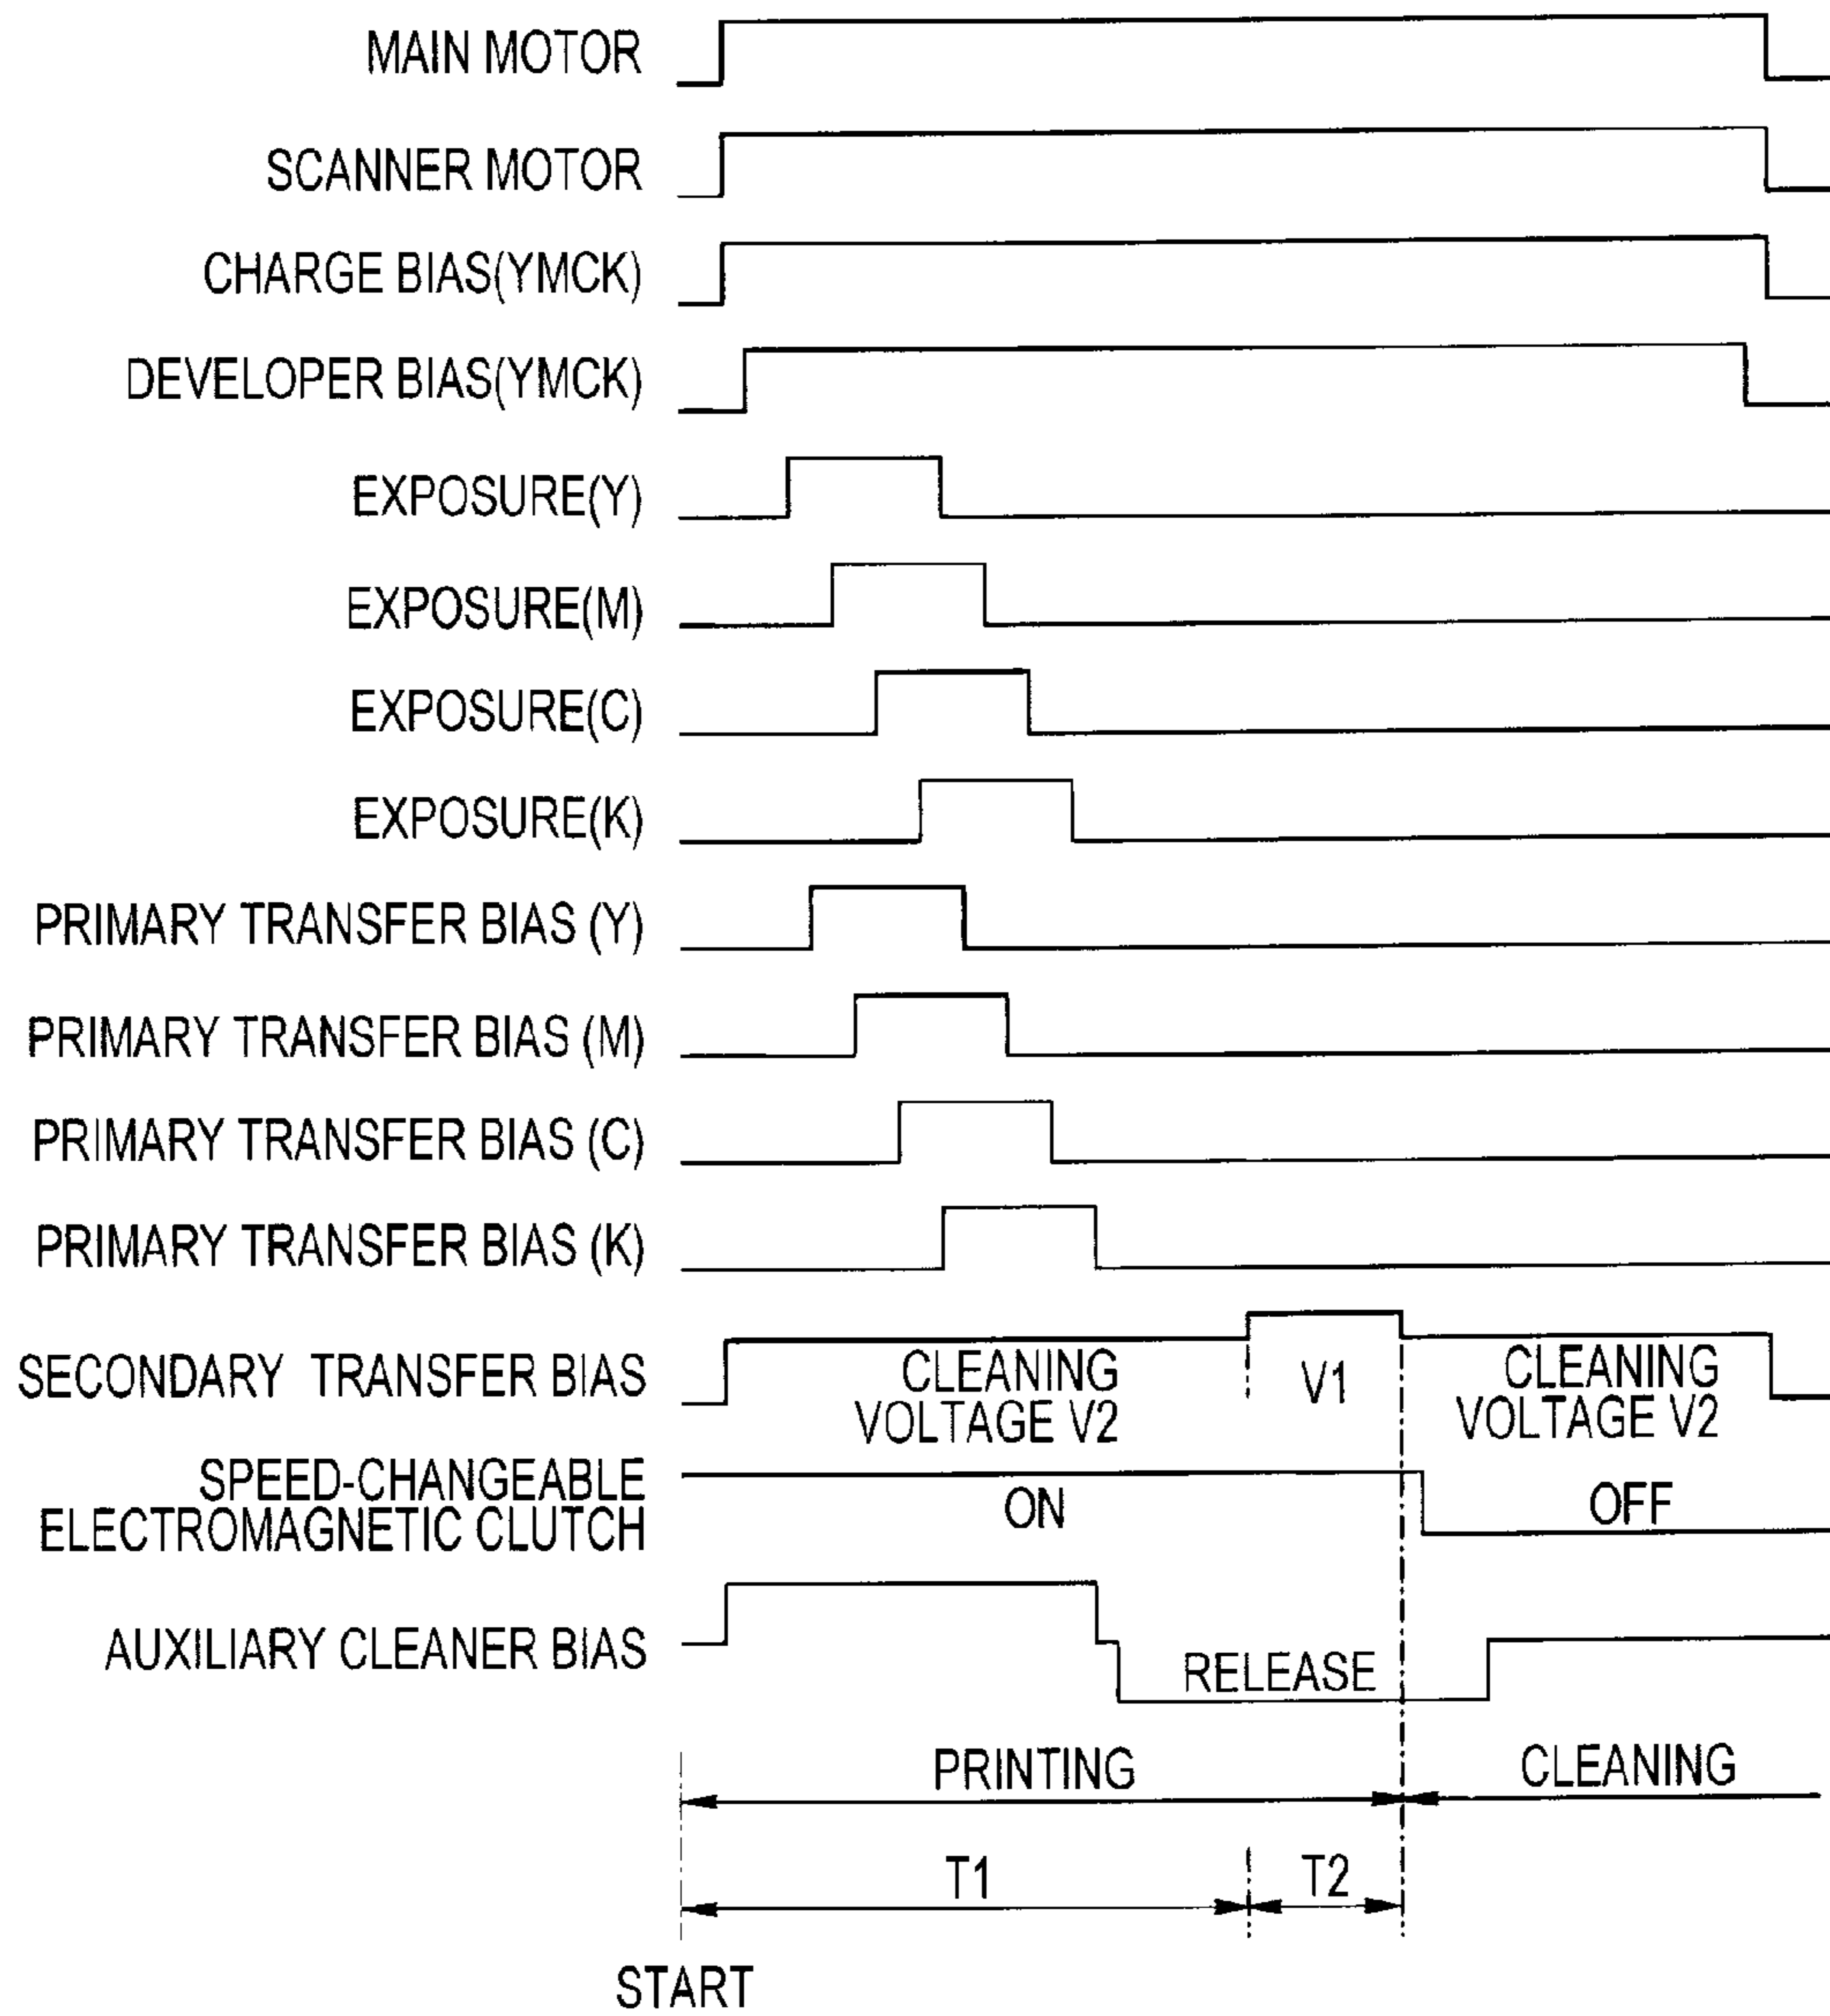 MAIN MOTOR
SCANNER MOTOR
CHARGE BIAS(YMCK)
DEVELOPER BIAS(YMCK)
EXPOSURE(Y)
EXPOSURE(M)
EXPOSURE(C)
EXPOSURE(K)
PRIMARY TRANSFER BIAS (Y)
PRIMARY TRANSFER BIAS (M)
PRIMARY TRANSFER BIAS (C)
PRIMARY TRANSFER BIAS (K)
SECONDARY TRANSFER BIAS
CLEANING
VOLTAGE V2
V1
CLEANING
VOLTAGE V2
SPEED-CHANGEABLE
ELECTROMAGNETIC CLUTCH
ON
OFF
AUXILIARY CLEANER BIAS
RELEASE
PRINTING
CLEANING
T1
T2
START